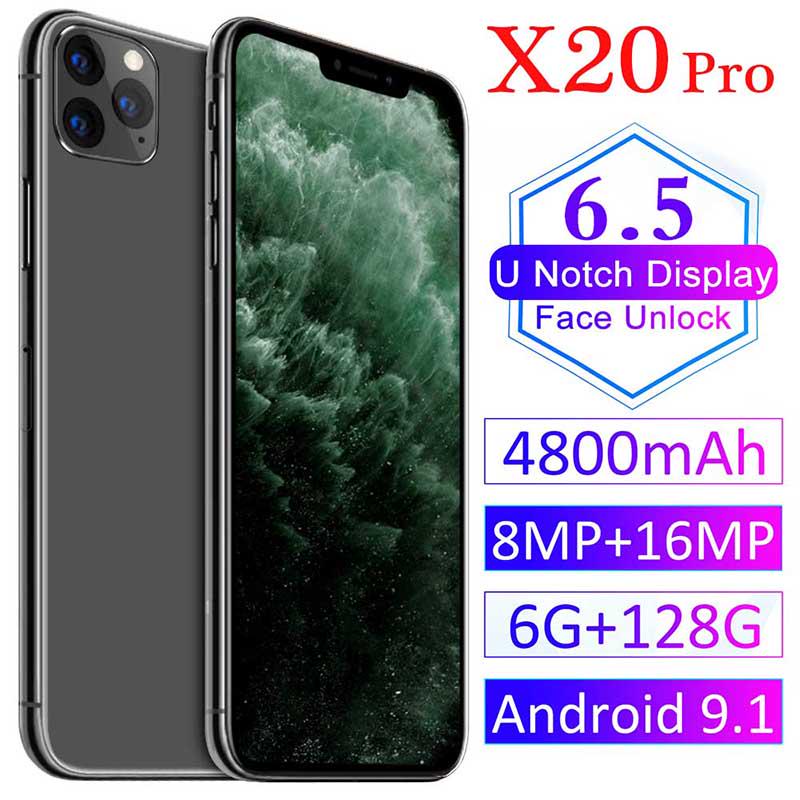 X20 Pro
6.5
U Notch Display
Face Unlock
4800mAh
8MP+16MP
6G+128G
Android 9.1